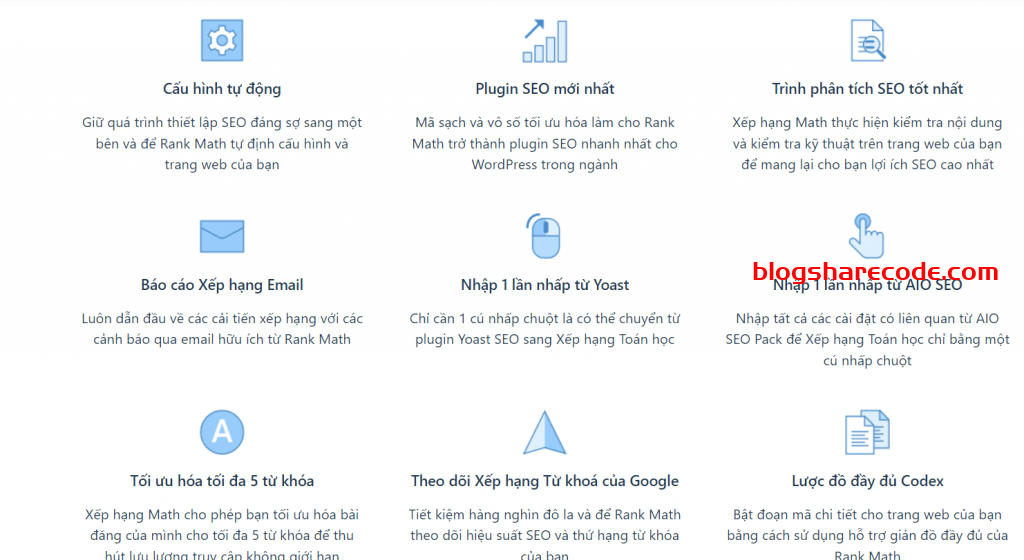 Cấu hình tự động
Giữ quá trình thiết lập SEO đáng sợ sang một
bên và để Rank Math tự định cấu hình và
trang web của bạn
Plugin SEO mới nhất
Mã sạch và vô số tối ưu hóa làm cho Rank
Math trở thành plugin SEO nhanh nhất cho
WordPress trong ngành
Trình phân tích SEO tốt nhất
Xếp hạng Math thực hiện kiểm tra nội dung
và kiểm tra kỹ thuật trên trang web của bạn
để mang lại cho bạn lợi ích SEO cao nhất
Báo cáo Xếp hạng Email
Luôn dẫn đầu về các cải tiến xếp hạng với các
cảnh báo qua email hữu ích từ Rank Math
Nhập 1 lần nhấp từ Yoast
Chỉ cần 1 cú nhấp chuột là có thể chuyển từ
plugin Yoast SEO sang Xếp hạng Toán học
blogsharecode.com
Nhập 1 lần nhấp từ AIO SEO
Nhập tất cả các cài đặt có liên quan từ AIO
SEO Pack để Xếp hạng Toán học chỉ bằng một
cú nhấp chuột
A
Tối ưu hóa tối đa 5 từ khóa
Xếp hạng Math cho phép bạn tối ưu hóa bài
đăng của mình cho tối đa 5 từ khóa để thu
hút lưu lượng truy cập không giới hạn
Theo dõi Xếp hạng Từ khoá của Google
Tiết kiệm hàng nghìn đô la và để Rank Math
theo dõi hiệu suất SEO và thứ hạng từ khóa
của bạn
Lược đồ đầy đủ Codex
Bật đoạn mã chi tiết cho trang web của bạn
bằng cách sử dụng hỗ trợ giản đồ đầy đủ của
Rank Math